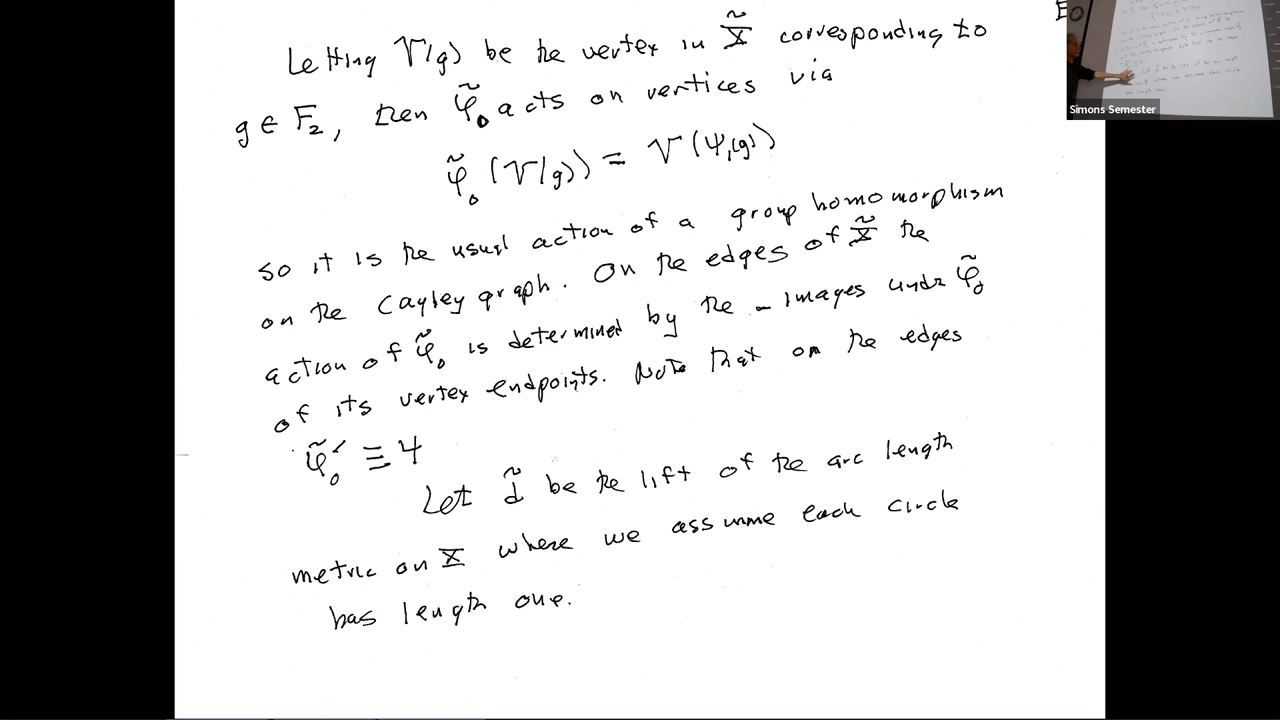 Letting V(g) be the vertex in X̃ corresponding to
g ∈ F₂, then φ̃₀ acts on vertices via
φ̃₀(V(g)) = V(ψ₁(g))
so it is the usual action of a group homomorphism
on the Cayley graph. On the edges of X̃ the
action of φ̃₀ is determined by the - images under φ̃₀
of its vertex endpoints. Note that on the edges
φ̃₀′ ≡ 4
Let d̃ be the lift of the arc length
metric on X where we assume each circle
has length one.
Simons Semester